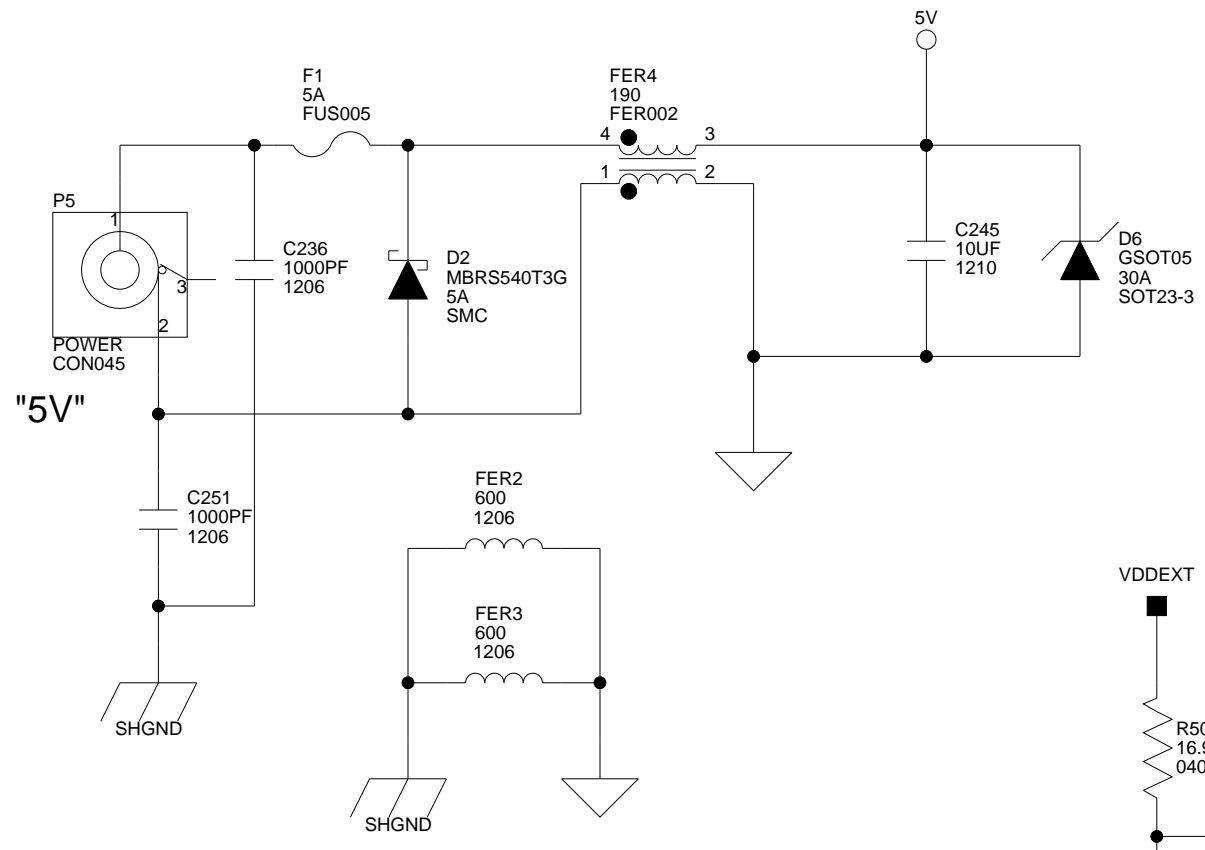 5V
F1
5A
FUS005
FER4
190
FER002
4
3
1
2
P5
1
3
2
POWER
CON045
"5V"
C236
1000PF
1206
D2
MBRS540T3G
5A
SMC
C245
10UF
1210
D6
GSOT05
30A
SOT23-3
C251
1000PF
1206
SHGND
FER2
600
1206
FER3
600
1206
SHGND
VDDEXT